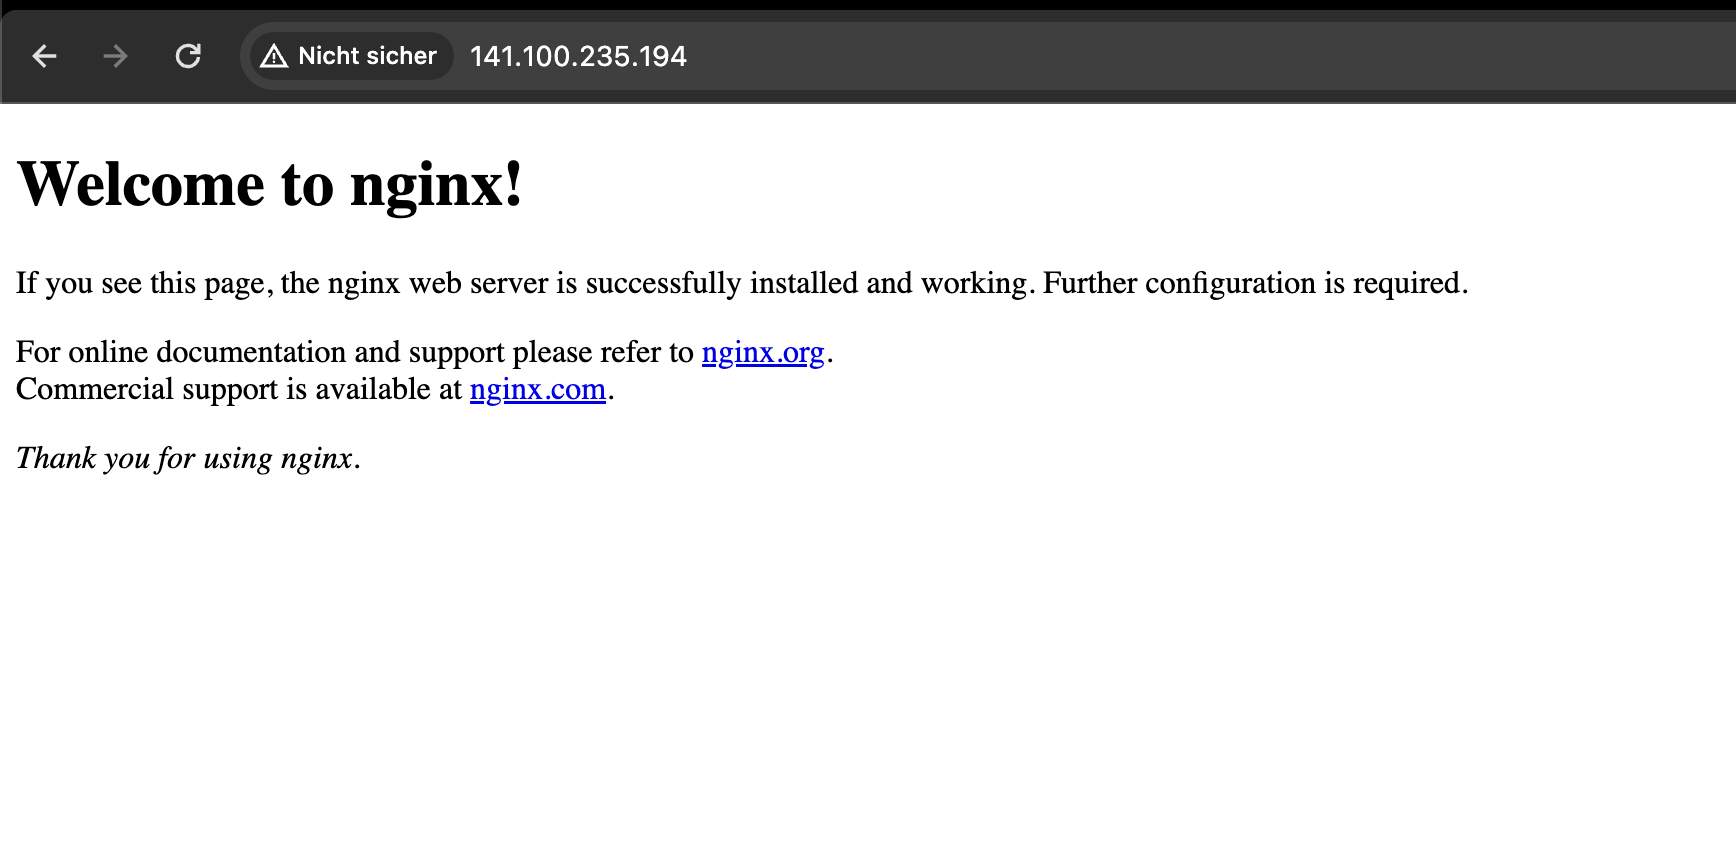 Nicht sicher 141.100.235.194
Welcome to nginx!
If you see this page, the nginx web server is successfully installed and working. Further configuration is required.
For online documentation and support please refer to nginx.org.
Commercial support is available at nginx.com.
Thank you for using nginx.